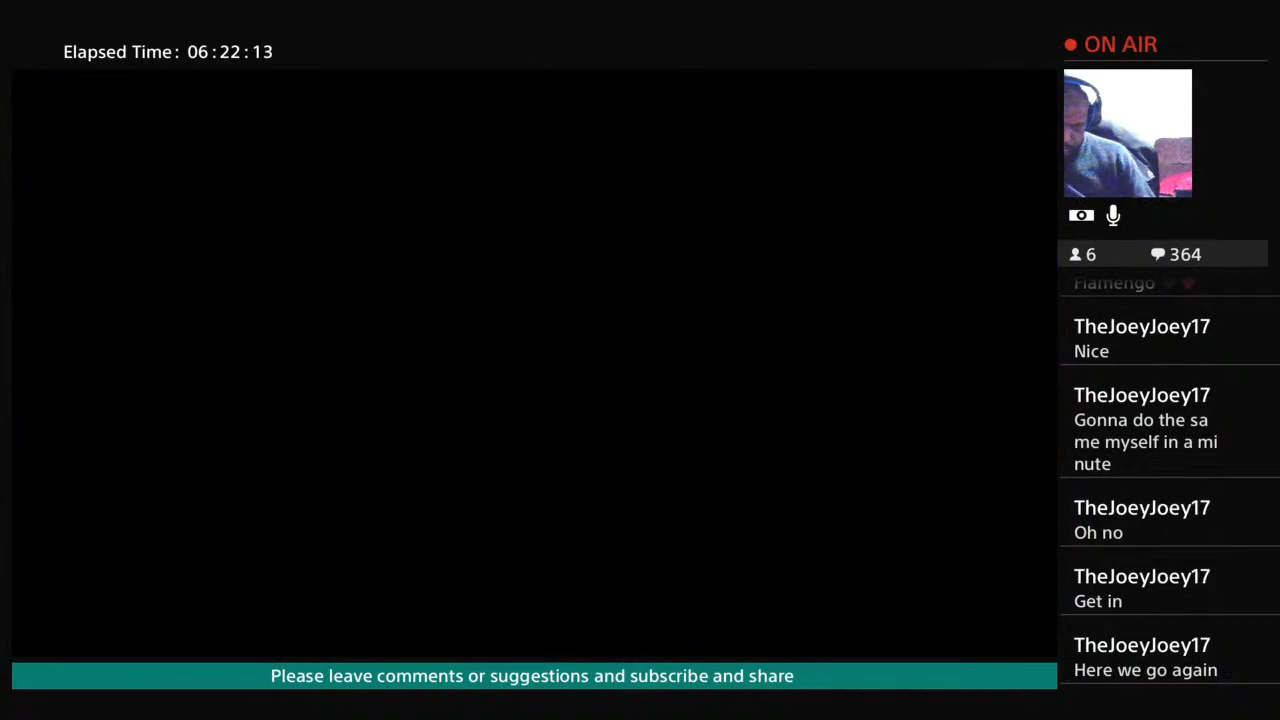 Elapsed Time: 06:22:13
ON AIR
6 364
Flamengo
TheJoeyJoey17
Nice
TheJoeyJoey17
Gonna do the sa
me myself in a mi
nute
TheJoeyJoey17
Oh no
TheJoeyJoey17
Get in
TheJoeyJoey17
Here we go again
Please leave comments or suggestions and subscribe and share